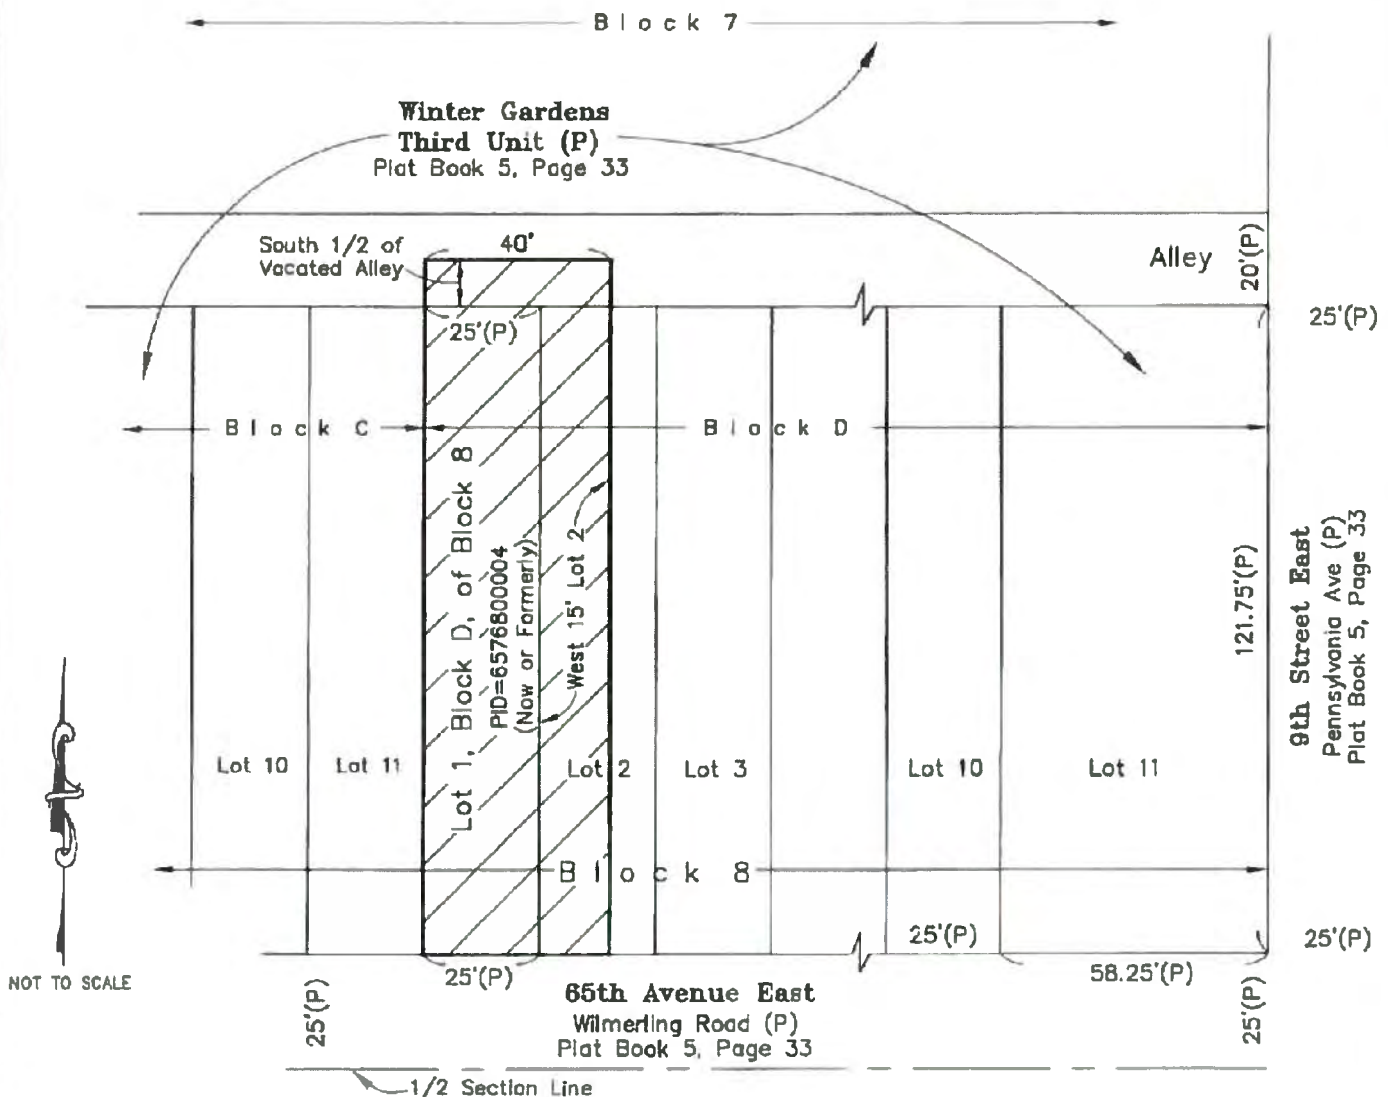 Block 7
Winter Gardens
Third Unit (P)
Plat Book 5, Page 33
South 1/2 of
Vacated Alley
40'
Alley
20'(P)
25'(P)
25'(P)
Block C
Block D
Lot 1, Block D, of Block 8
PID=657680004
(Now or Formerly)
West 15' Lot 2
121.75'(P)
9th Street East
Pennsylvania Ave (P)
Plat Book 5, Page 33
Lot 10
Lot 11
Lot 2
Lot 3
Lot 10
Lot 11
Block 8
NOT TO SCALE
25'(P)
25'(P)
25'(P)
58.25'(P)
25'(P)
25'(P)
65th Avenue East
Wilmerling Road (P)
Plat Book 5, Page 33
1/2 Section Line